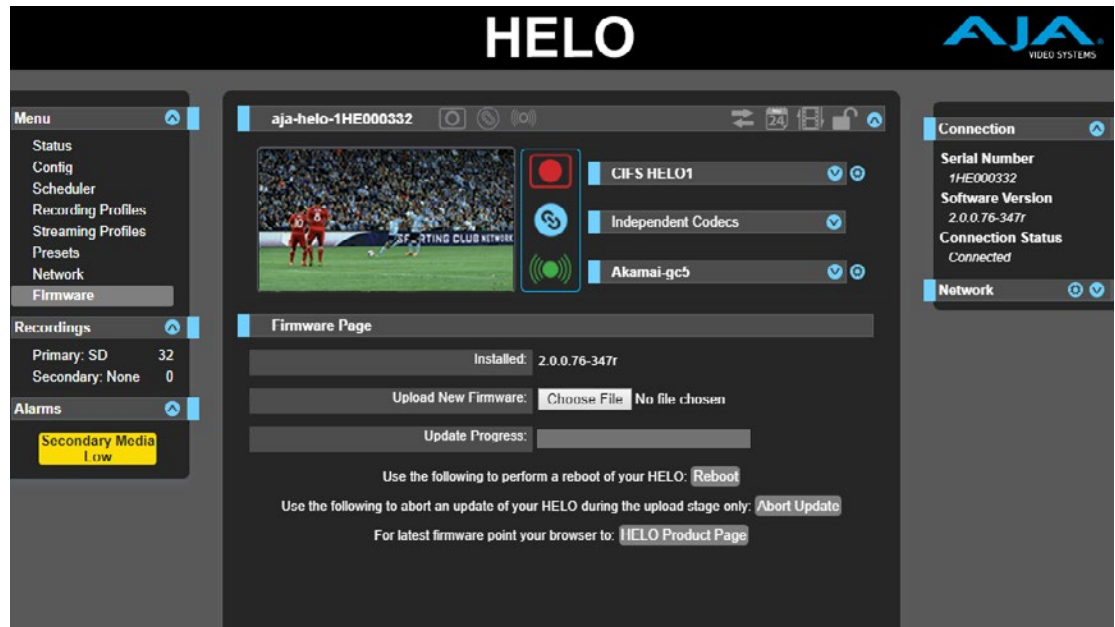 HELO
AJA
VIDEO SYSTEMS
Menu
Status
Config
Scheduler
Recording Profiles
Streaming Profiles
Presets
Network
Firmware
Recordings
Primary: SD 32
Secondary: None 0
Alarms
Secondary Media
Low
aja-helo-1HE000332
24
SPORTING CLUB NETWORK
CIFS HELO1
Independent Codecs
Akamai-gc5
Firmware Page
Installed: 2.0.0.76-347r
Upload New Firmware: Choose File No file chosen
Update Progress:
Use the following to perform a reboot of your HELO: Reboot
Use the following to abort an update of your HELO during the upload stage only: Abort Update
For latest firmware point your browser to: HELO Product Page
Connection
Serial Number
1HE000332
Software Version
2.0.0.76-347r
Connection Status
Connected
Network